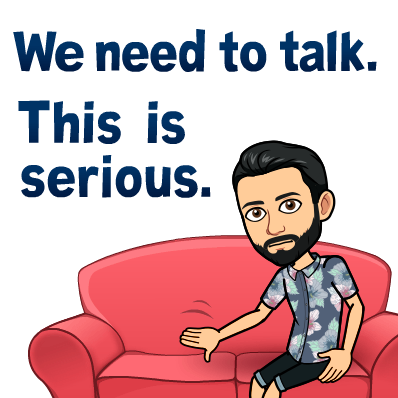 We need to talk.
This is
serious.